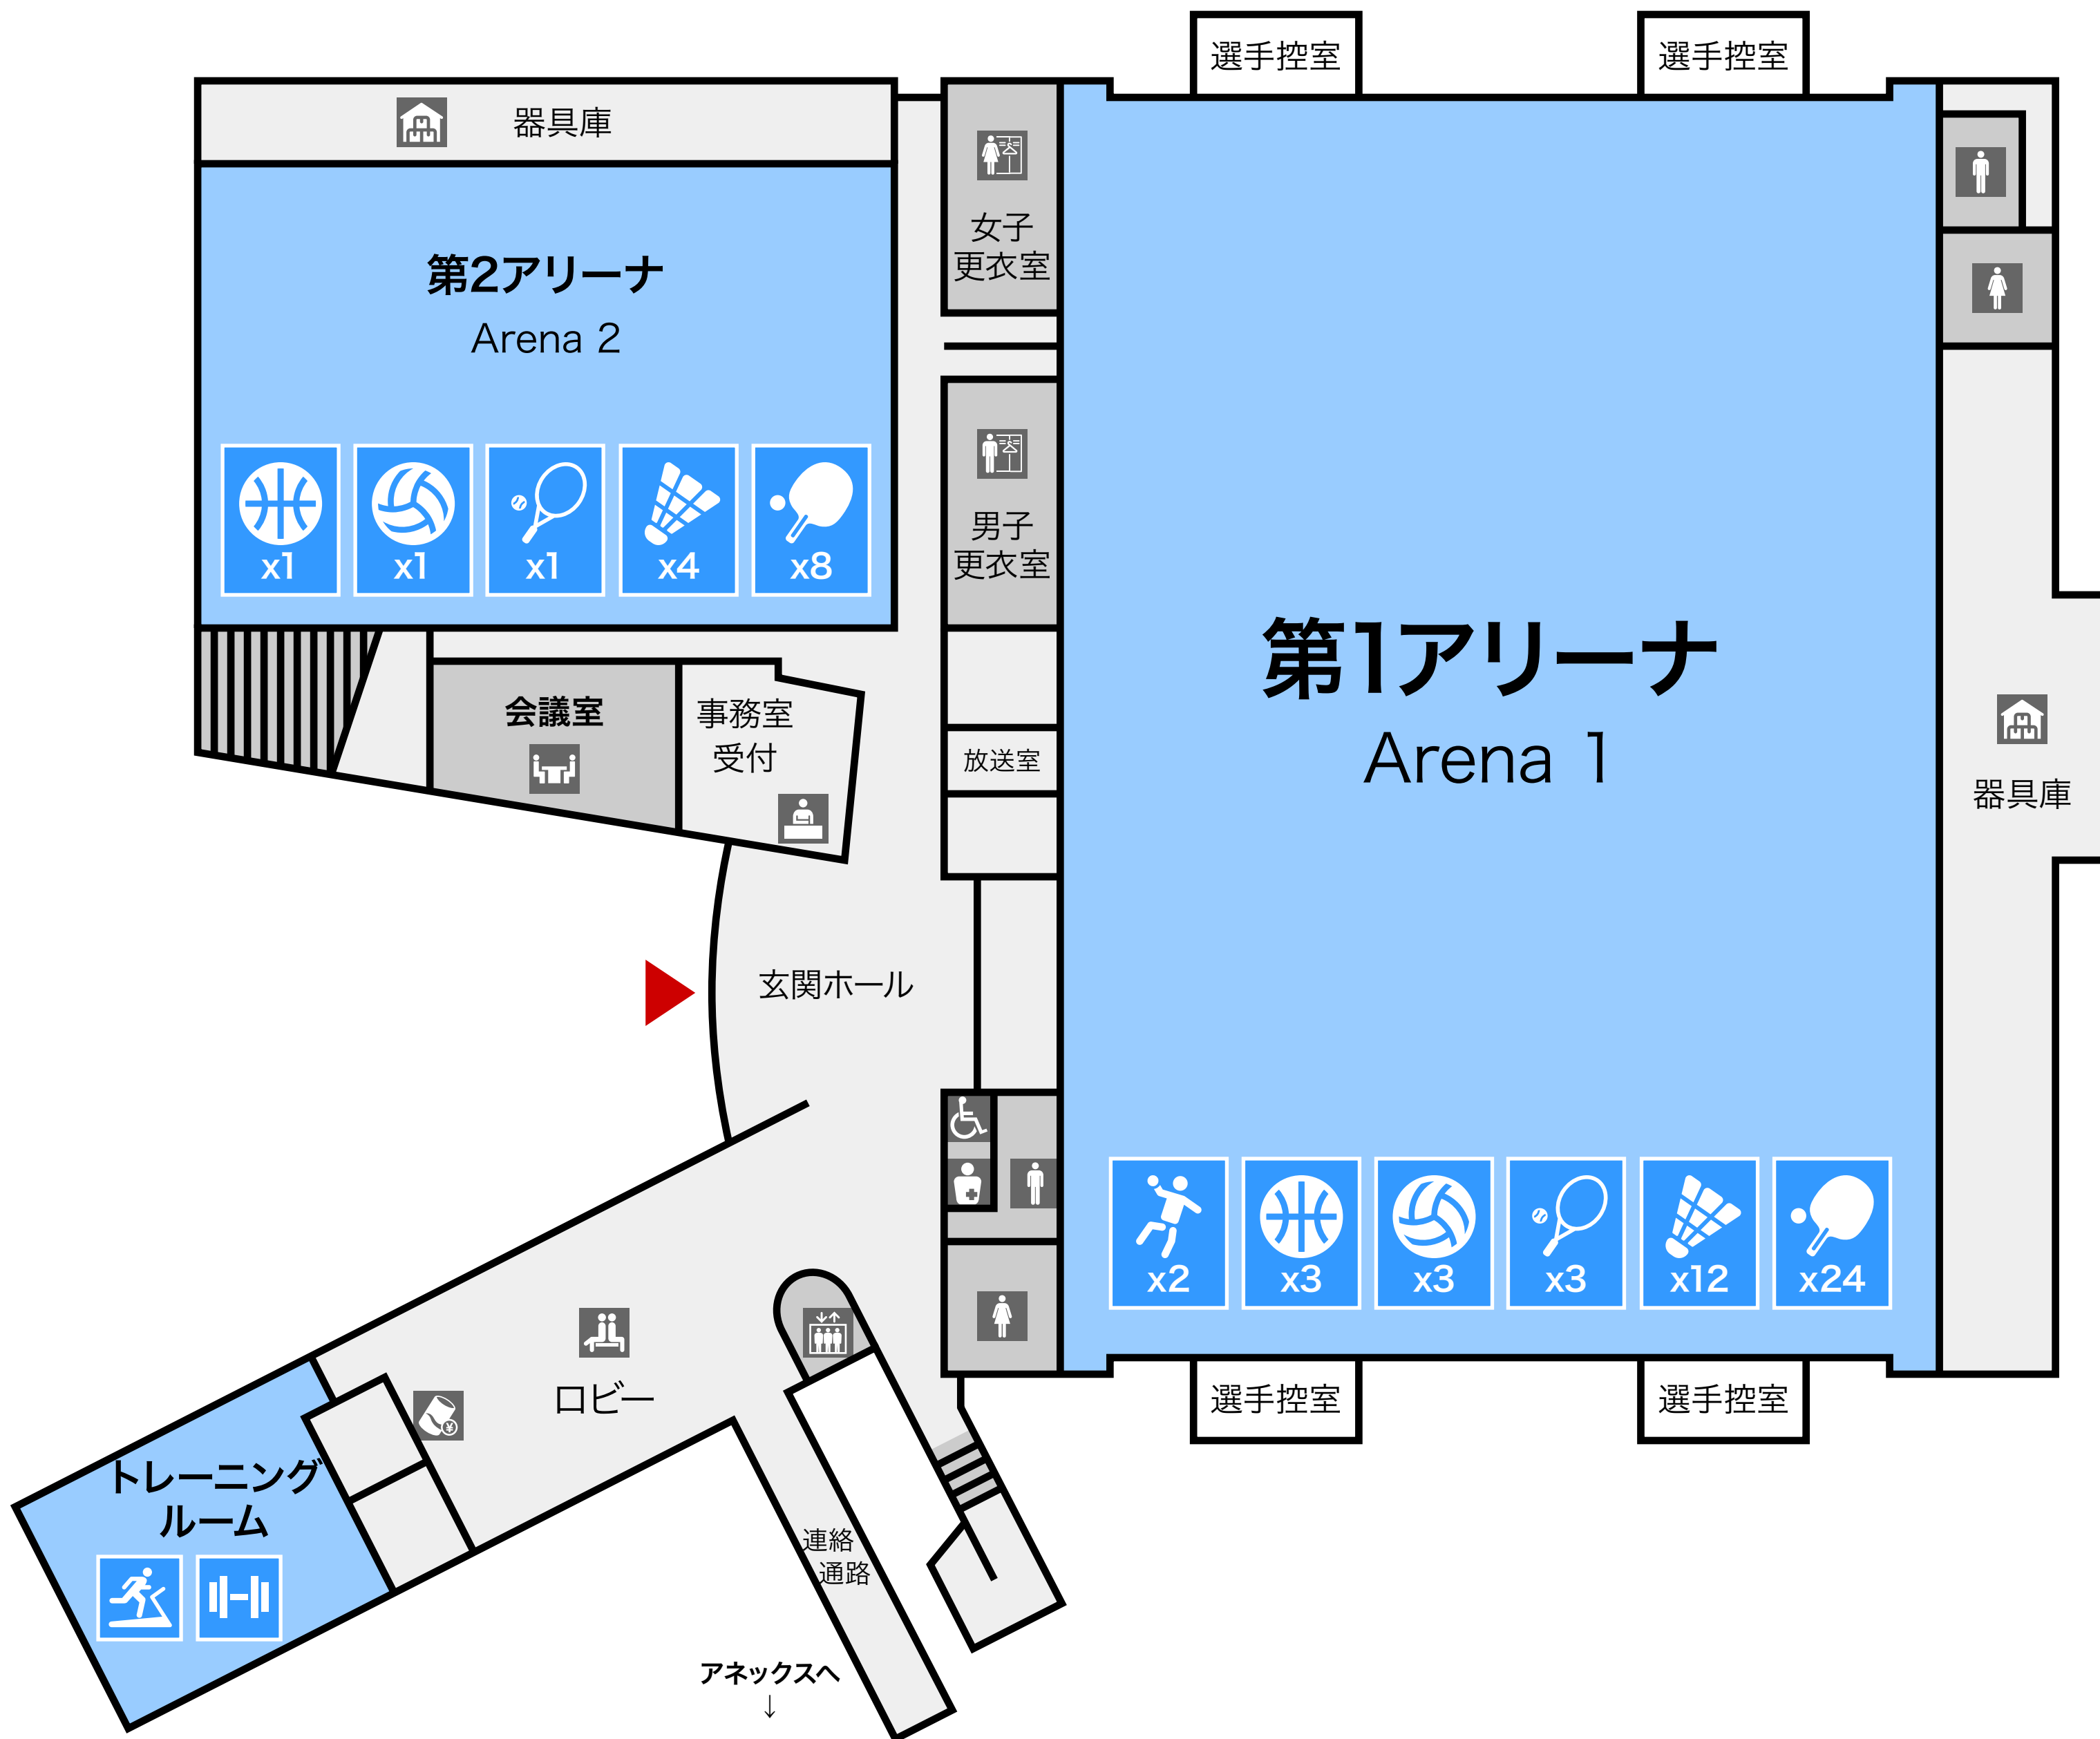 選手控室
選手控室
器具庫
第2アリーナ
Arena 2
x1
x1
x1
x4
x8
女子
更衣室
男子
更衣室
放送室
会議室
事務室
受付
第1アリーナ
Arena 1
x2
x3
x3
x3
x12
x24
器具庫
玄関ホール
選手控室
選手控室
ロビー
¥
トレーニング
ルーム
連絡
通路
アネックスへ
↓